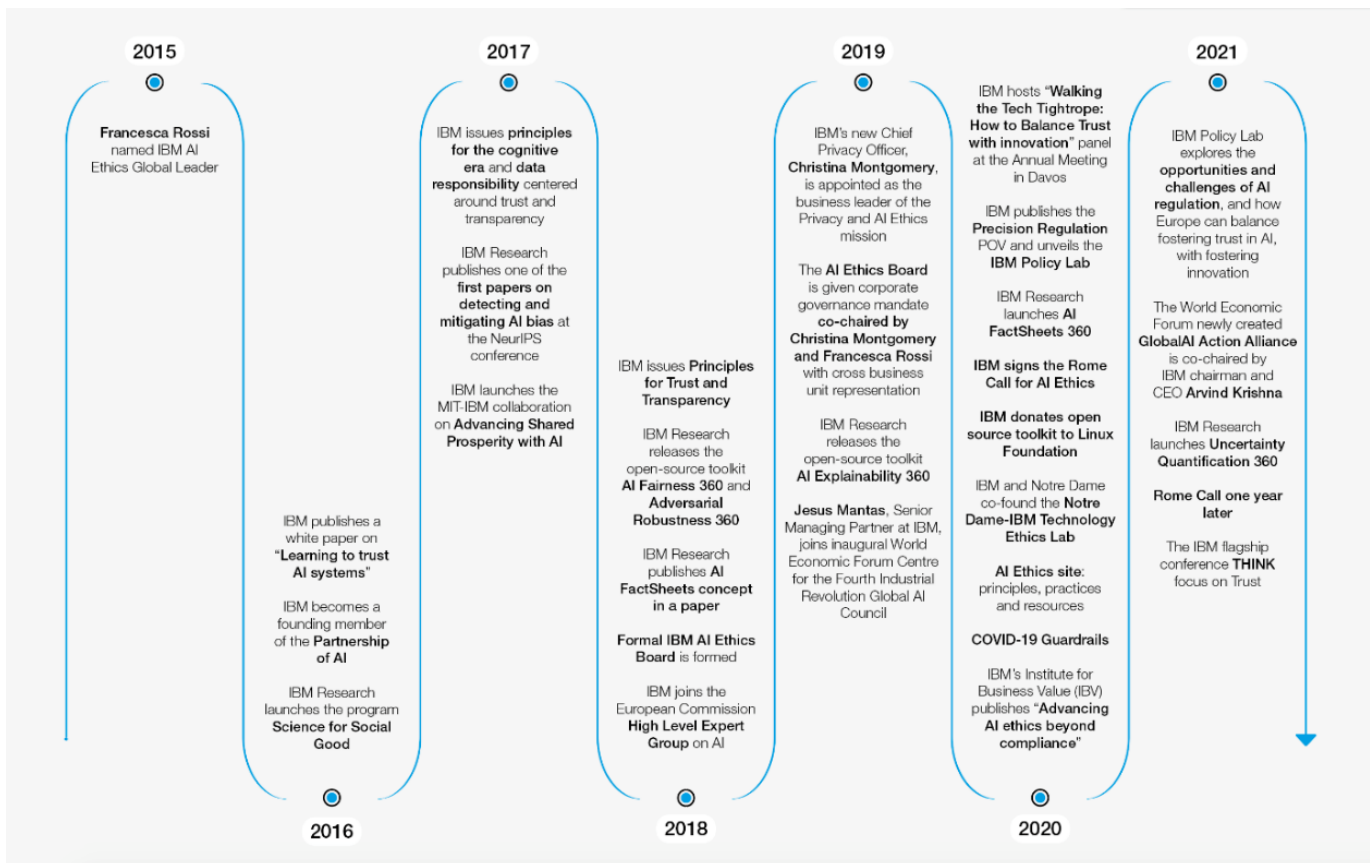 2015
Francesca Rossi
named IBM AI
Ethics Global Leader
IBM publishes a
white paper on
“Learning to trust
AI systems”
IBM becomes a
founding member
of the Partnership
of AI
IBM Research
launches the program
Science for Social
Good
2016
2017
IBM issues principles
for the cognitive
era and data
responsibility centered
around trust and
transparency
IBM Research
publishes one of the
first papers on
detecting and
mitigating AI bias at
the NeurIPS
conference
IBM launches the
MIT-IBM collaboration
on Advancing Shared
Prosperity with AI
IBM issues Principles
for Trust and
Transparency
IBM Research
releases the
open-source toolkit
AI Fairness 360 and
Adversarial
Robustness 360
IBM Research
publishes AI
FactSheets concept
in a paper
Formal IBM AI Ethics
Board is formed
IBM joins the
European Commission
High Level Expert
Group on AI
2018
2019
IBM’s new Chief
Privacy Officer,
Christina Montgomery,
is appointed as the
business leader of the
Privacy and AI Ethics
mission
The AI Ethics Board
is given corporate
governance mandate
co-chaired by
Christina Montgomery
and Francesca Rossi
with cross business
unit representation
IBM Research
releases the
open-source toolkit
AI Explainability 360
Jesus Mantas, Senior
Managing Partner at IBM,
joins inaugural World
Economic Forum Centre
for the Fourth Industrial
Revolution Global AI
Council
IBM hosts “Walking
the Tech Tightrope:
How to Balance Trust
with innovation” panel
at the Annual Meeting
in Davos
IBM publishes the
Precision Regulation
POV and unveils the
IBM Policy Lab
IBM Research
launches AI
FactSheets 360
IBM signs the Rome
Call for AI Ethics
IBM donates open
source toolkit to Linux
Foundation
IBM and Notre Dame
co-found the Notre
Dame-IBM Technology
Ethics Lab
AI Ethics site:
principles, practices
and resources
COVID-19 Guardrails
IBM’s Institute for
Business Value (IBV)
publishes “Advancing
AI ethics beyond
compliance”
2020
2021
IBM Policy Lab
explores the
opportunities and
challenges of AI
regulation, and how
Europe can balance
fostering trust in AI,
with fostering
innovation
The World Economic
Forum newly created
GlobalAI Action Alliance
is co-chaired by
IBM chairman and
CEO Arvind Krishna
IBM Research
launches Uncertainty
Quantification 360
Rome Call one year
later
The IBM flagship
conference THINK
focus on Trust